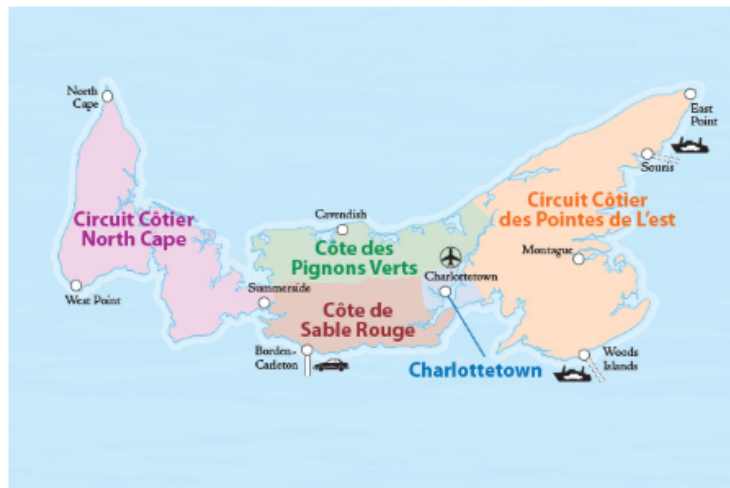 North
Cape
East
Point
Souris
Circuit Côtier
North Cape
Circuit Côtier
des Pointes de L'est
Cavendish
Côte des
Pignons Verts
Montague
Charlottetown
West Point
Summerside
Côte de
Sable Rouge
Borden-
Carleton
Charlottetown
Woods
Islands